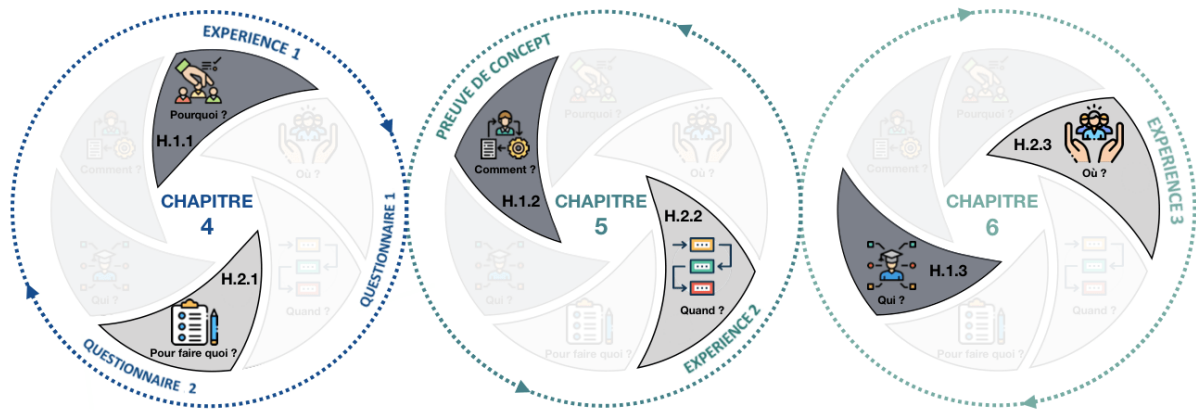 EXPERIENCE 1
Pourquoi ?
H.1.1
Comment ?
Où ?
CHAPITRE
4
Qui ?
Quand ?
H.2.1
Pour faire quoi ?
QUESTIONNAIRE 1
QUESTIONNAIRE 2
PREUVE DE CONCEPT
Pourquoi ?
Comment ?
H.1.2
Où ?
CHAPITRE
5
H.2.2
Qui ?
Quand ?
Pour faire quoi ?
EXPERIENCE 2
Pourquoi ?
H.2.3
Où ?
Comment ?
EXPERIENCE 3
CHAPITRE
6
H.1.3
Qui ?
Quand ?
Pour faire quoi ?